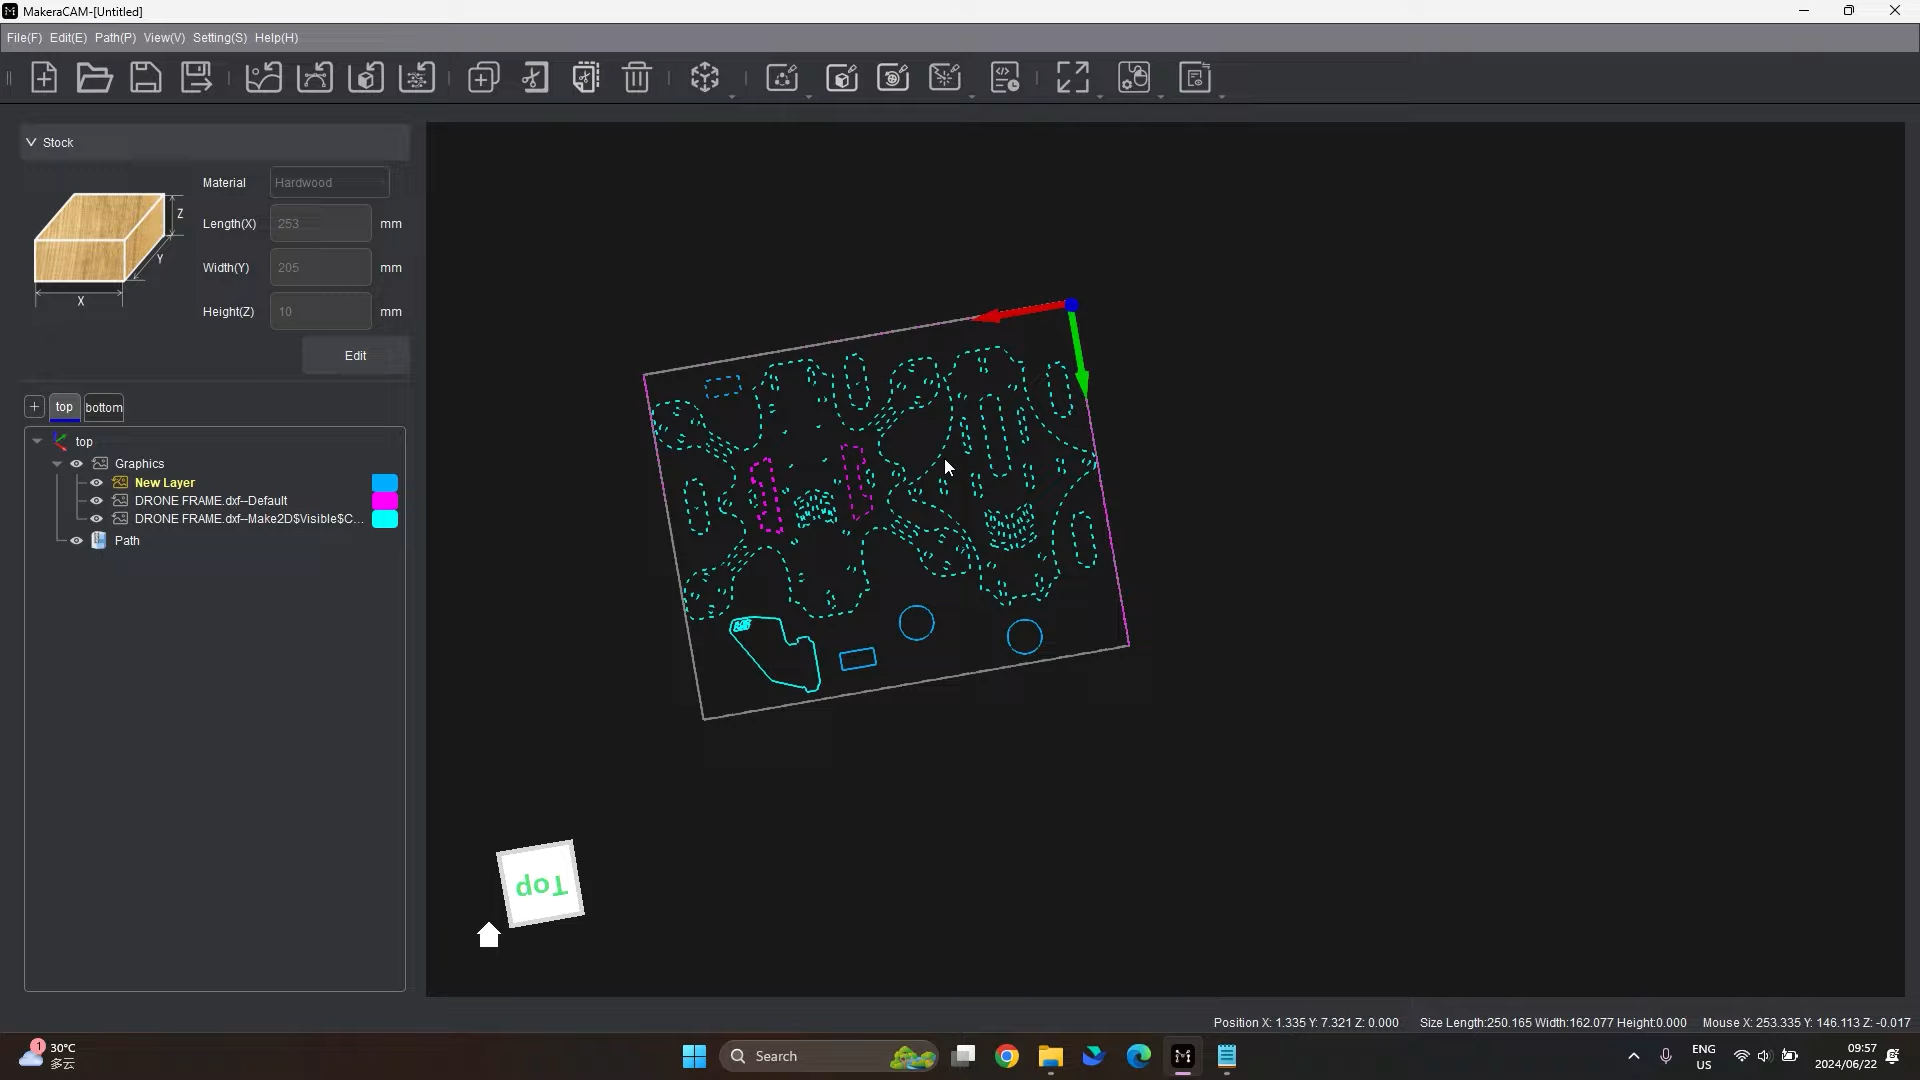 MakeraCAM-[Untitled]
File(F) Edit(E) Path(P) View(V) Setting(S) Help(H)
Stock
Material Hardwood
Length(X) 253 mm
Width(Y) 205 mm
Height(Z) 10 mm
Z
Y
X
Edit
+ top bottom
top
Graphics
New Layer
DRONE FRAME.dxf--Default
DRONE FRAME.dxf--Make2D$Visible$C...
Path
Top
Position X: 1.335 Y: 7.321 Z: 0.000 Size Length:250.165 Width:162.077 Height:0.000 Mouse X: 253.335 Y: 146.113 Z: -0.017
1
30°C
多云
Search
ENG
US
09:57
2024/06/22